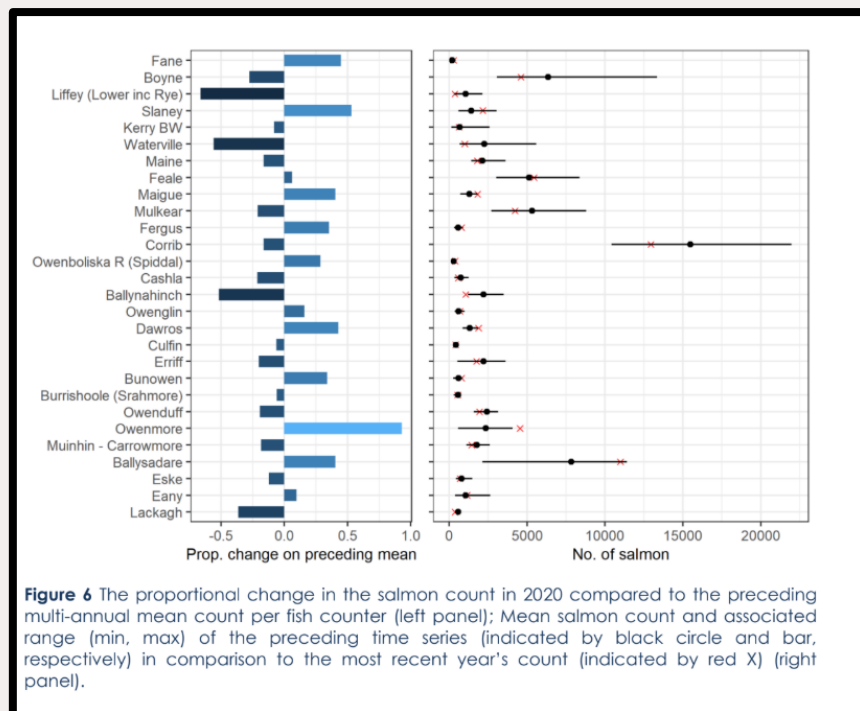 Fane
Boyne
Liffey (Lower inc Rye)
Slaney
Kerry BW
Waterville
Maine
Feale
Maigue
Mulkear
Fergus
Corrib
Owenboliska R (Spiddal)
Cashla
Ballynahinch
Owenglin
Dawros
Culfin
Erriff
Bunowen
Burrishoole (Srahmore)
Owenduff
Owenmore
Muinhin - Carrowmore
Ballysadare
Eske
Eany
Lackagh
-0.5 0.0 0.5 1.0
Prop. change on preceding mean
0 5000 10000 15000 20000
No. of salmon
Figure 6 The proportional change in the salmon count in 2020 compared to the preceding
multi-annual mean count per fish counter (left panel); Mean salmon count and associated
range (min, max) of the preceding time series (indicated by black circle and bar,
respectively) in comparison to the most recent year's count (indicated by red X) (right
panel).